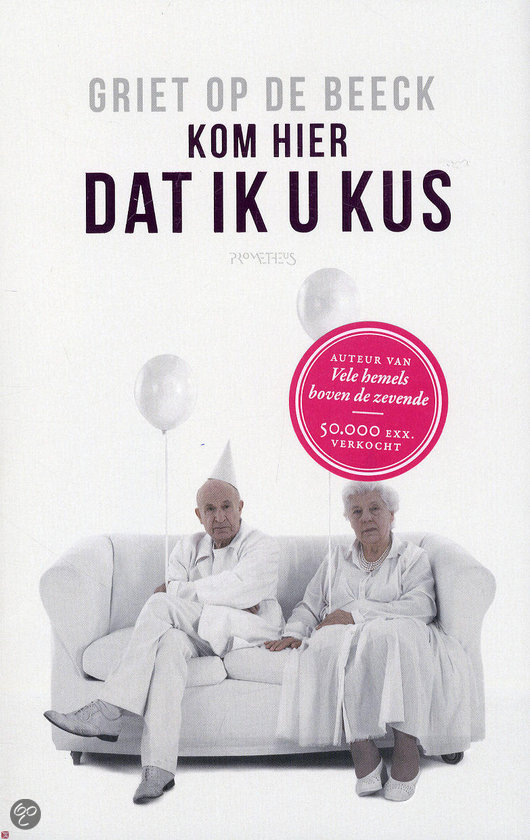 GRIET OP DE BEECK
KOM HIER
DAT IK U KUS
PROMETHEUS
AUTEUR VAN
Vele hemels
boven de zevende
50.000 EXX.
VERKOCHT
go